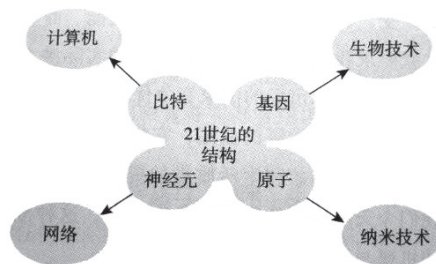 计算机
生物技术
比特
基因
21世纪的
结构
神经元
原子
网络
纳米技术